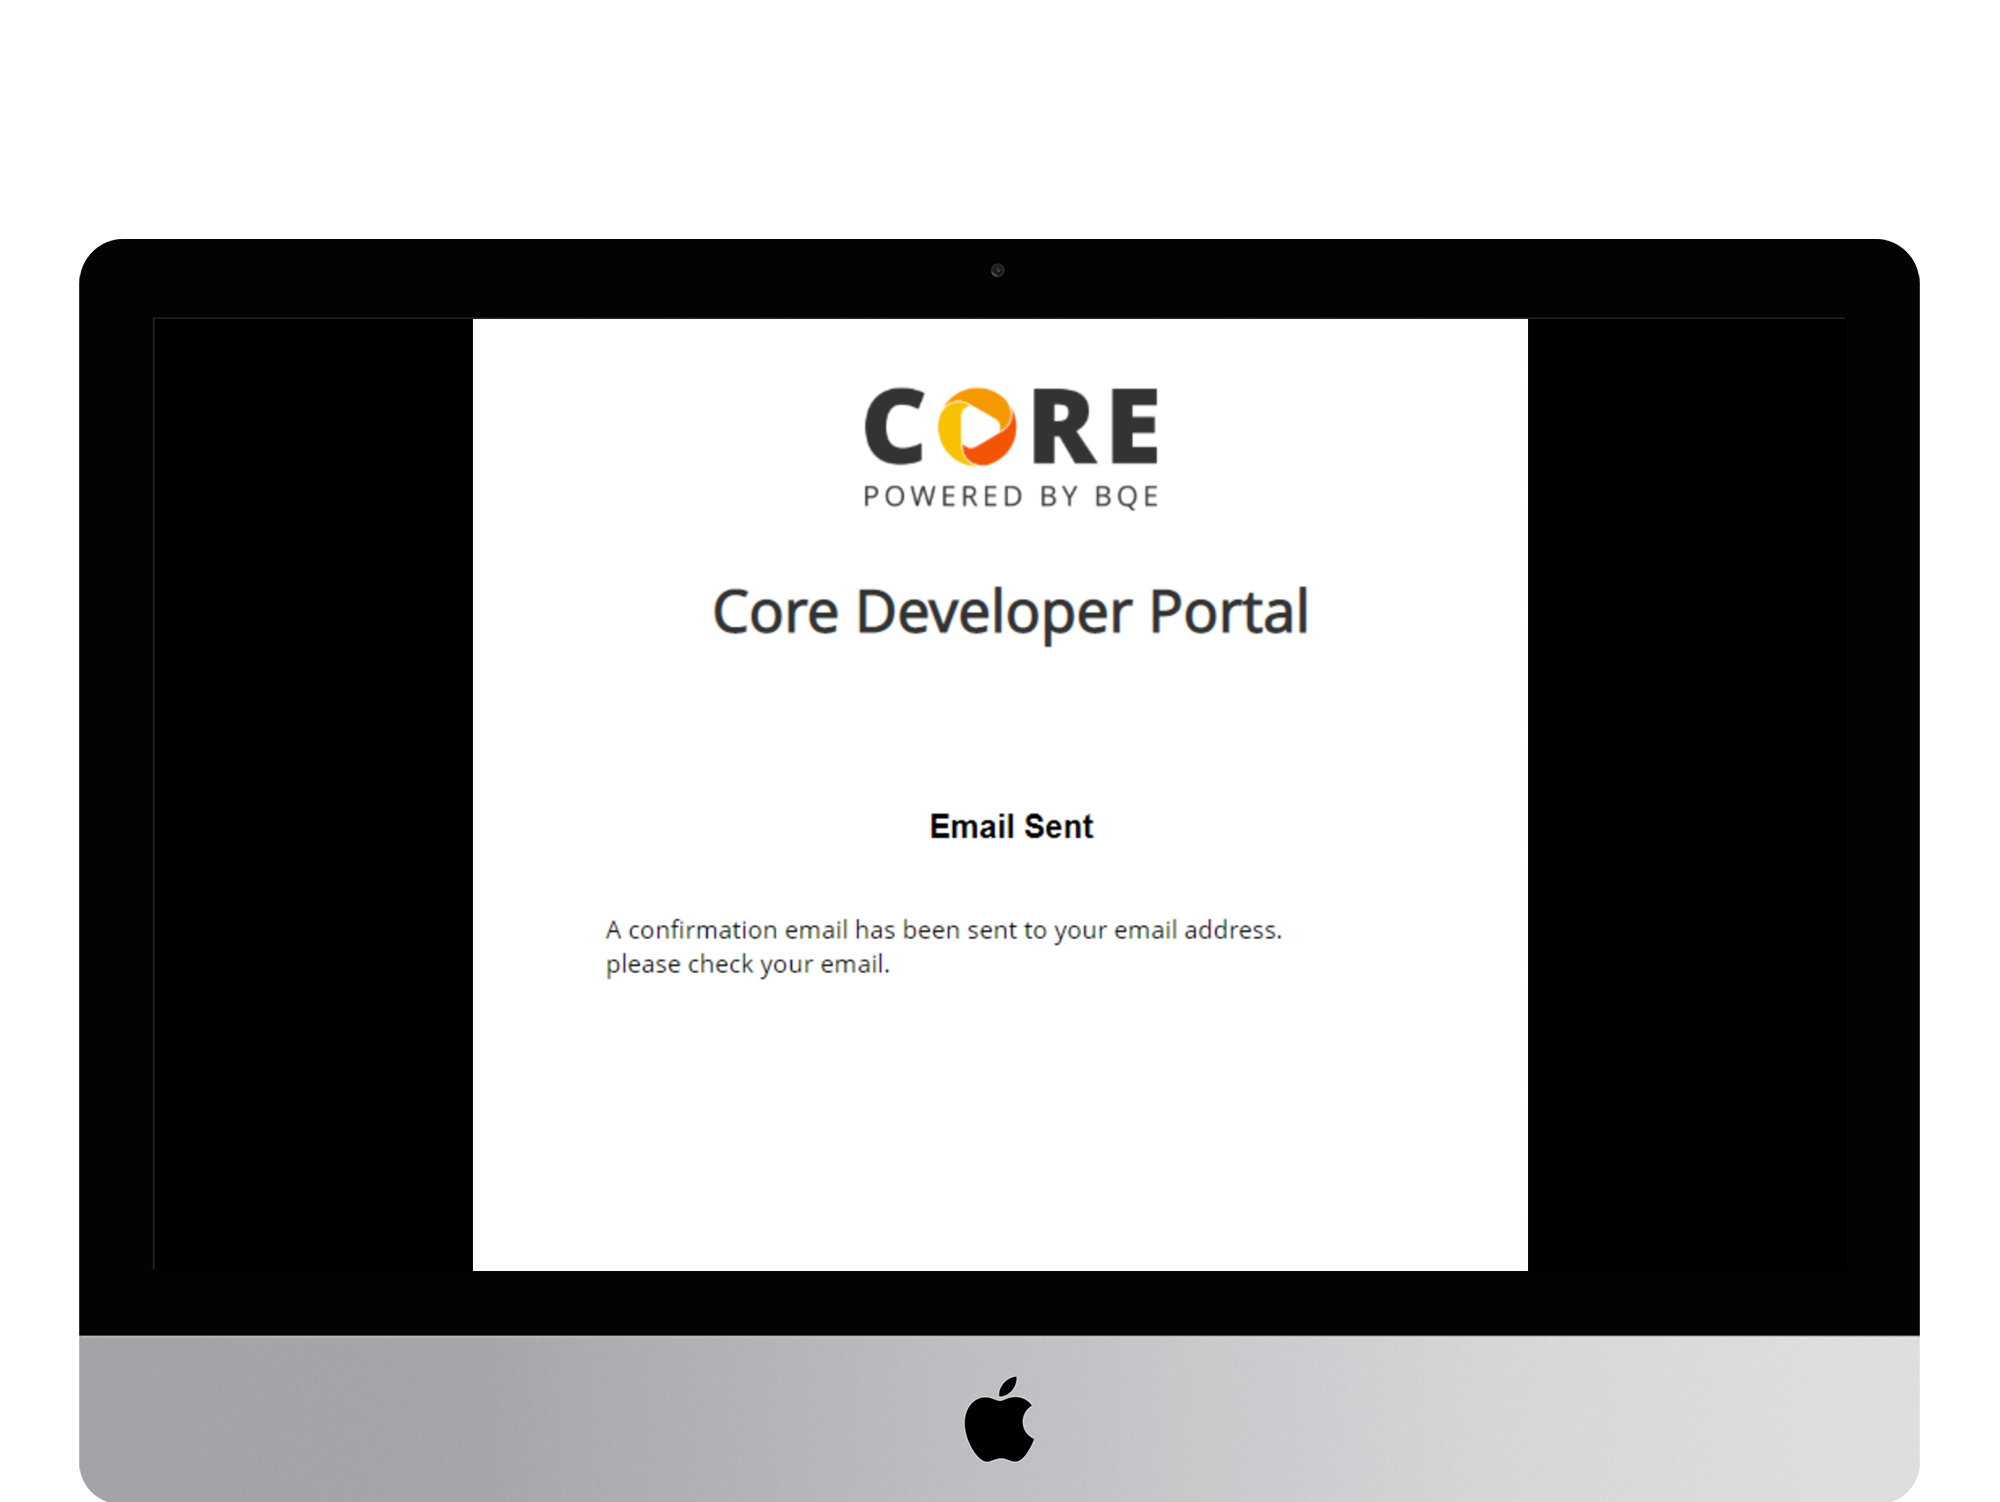 CORE
POWERED BY BQE
Core Developer Portal
Email Sent
A confirmation email has been sent to your email address.
please check your email.